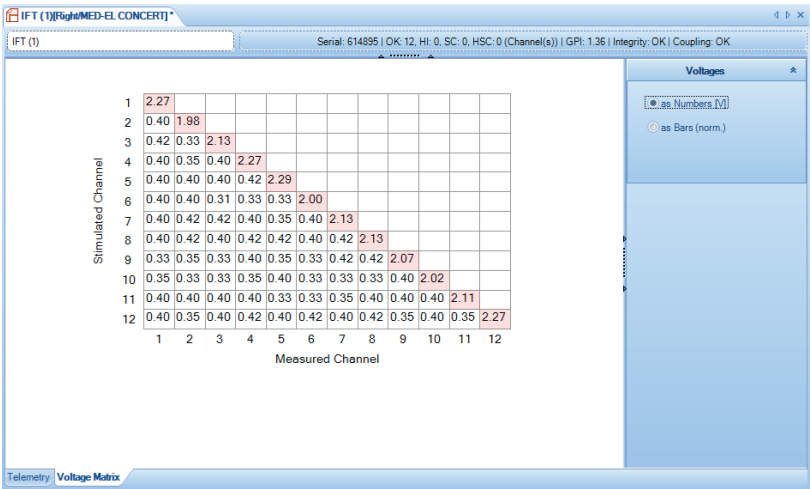 IFT (1)[Right/MED-EL CONCERT]*
IFT (1)
Serial: 614895 | OK: 12, HI: 0, SC: 0, HSC: 0 (Channel(s)) | GPI: 1.36 | Integrity: OK | Coupling: OK
Voltages
as Numbers [V]
as Bars (norm.)
Stimulated Channel
1 2.27
2 0.40 1.98
3 0.42 0.33 2.13
4 0.40 0.35 0.40 2.27
5 0.40 0.40 0.40 0.42 2.29
6 0.40 0.40 0.31 0.33 0.33 2.00
7 0.40 0.42 0.42 0.40 0.35 0.40 2.13
8 0.40 0.42 0.40 0.42 0.42 0.40 0.42 2.13
9 0.33 0.35 0.33 0.40 0.35 0.33 0.42 0.42 2.07
10 0.35 0.33 0.33 0.35 0.40 0.33 0.33 0.33 0.40 2.02
11 0.40 0.40 0.40 0.40 0.33 0.33 0.35 0.40 0.40 0.40 2.11
12 0.40 0.35 0.40 0.42 0.40 0.42 0.40 0.42 0.35 0.40 0.35 2.27
1 2 3 4 5 6 7 8 9 10 11 12
Measured Channel
Telemetry Voltage Matrix